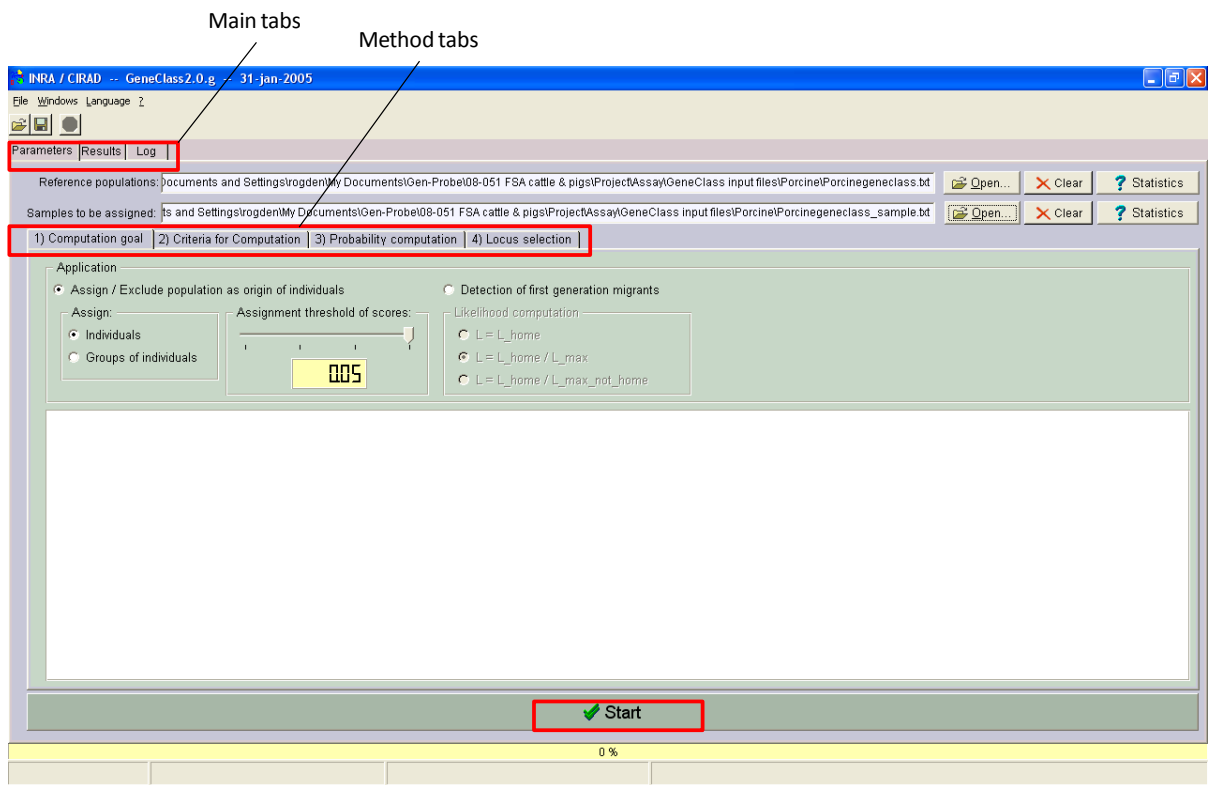 Main tabs
Method tabs
INRA / CIRAD -- GeneClass2.0.g -- 31-jan-2005
File Windows Language ?
Parameters Results Log
Reference populations: Documents and Settings\rogden\My Documents\Gen-Probe\08-051 FSA cattle & pigs\Project\Assay\GeneClass input files\Porcine\Porcinegeneclass.txt Open... Clear ? Statistics
Samples to be assigned: ts and Settings\rogden\My Documents\Gen-Probe\08-051 FSA cattle & pigs\Project\Assay\GeneClass input files\Porcine\Porcinegeneclass_sample.txt Open... Clear ? Statistics
1) Computation goal 2) Criteria for Computation 3) Probability computation 4) Locus selection
Application
Assign / Exclude population as origin of individuals Detection of first generation migrants
Assign: Assignment threshold of scores: Likelihood computation
Individuals L = L_home
Groups of individuals L = L_home / L_max
0.05 L = L_home / L_max_not_home
Start
0 %